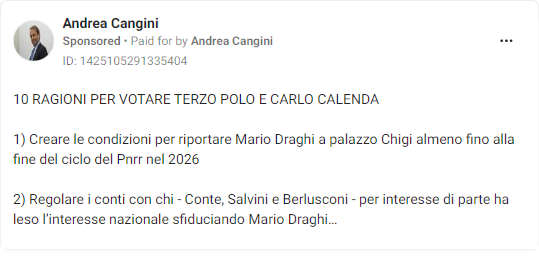 Andrea Cangini
Sponsored • Paid for by Andrea Cangini
ID: 1425105291335404
10 RAGIONI PER VOTARE TERZO POLO E CARLO CALENDA
1) Creare le condizioni per riportare Mario Draghi a palazzo Chigi almeno fino alla
fine del ciclo del Pnrr nel 2026
2) Regolare i conti con chi - Conte, Salvini e Berlusconi - per interesse di parte ha
leso l'interesse nazionale sfiduciando Mario Draghi...